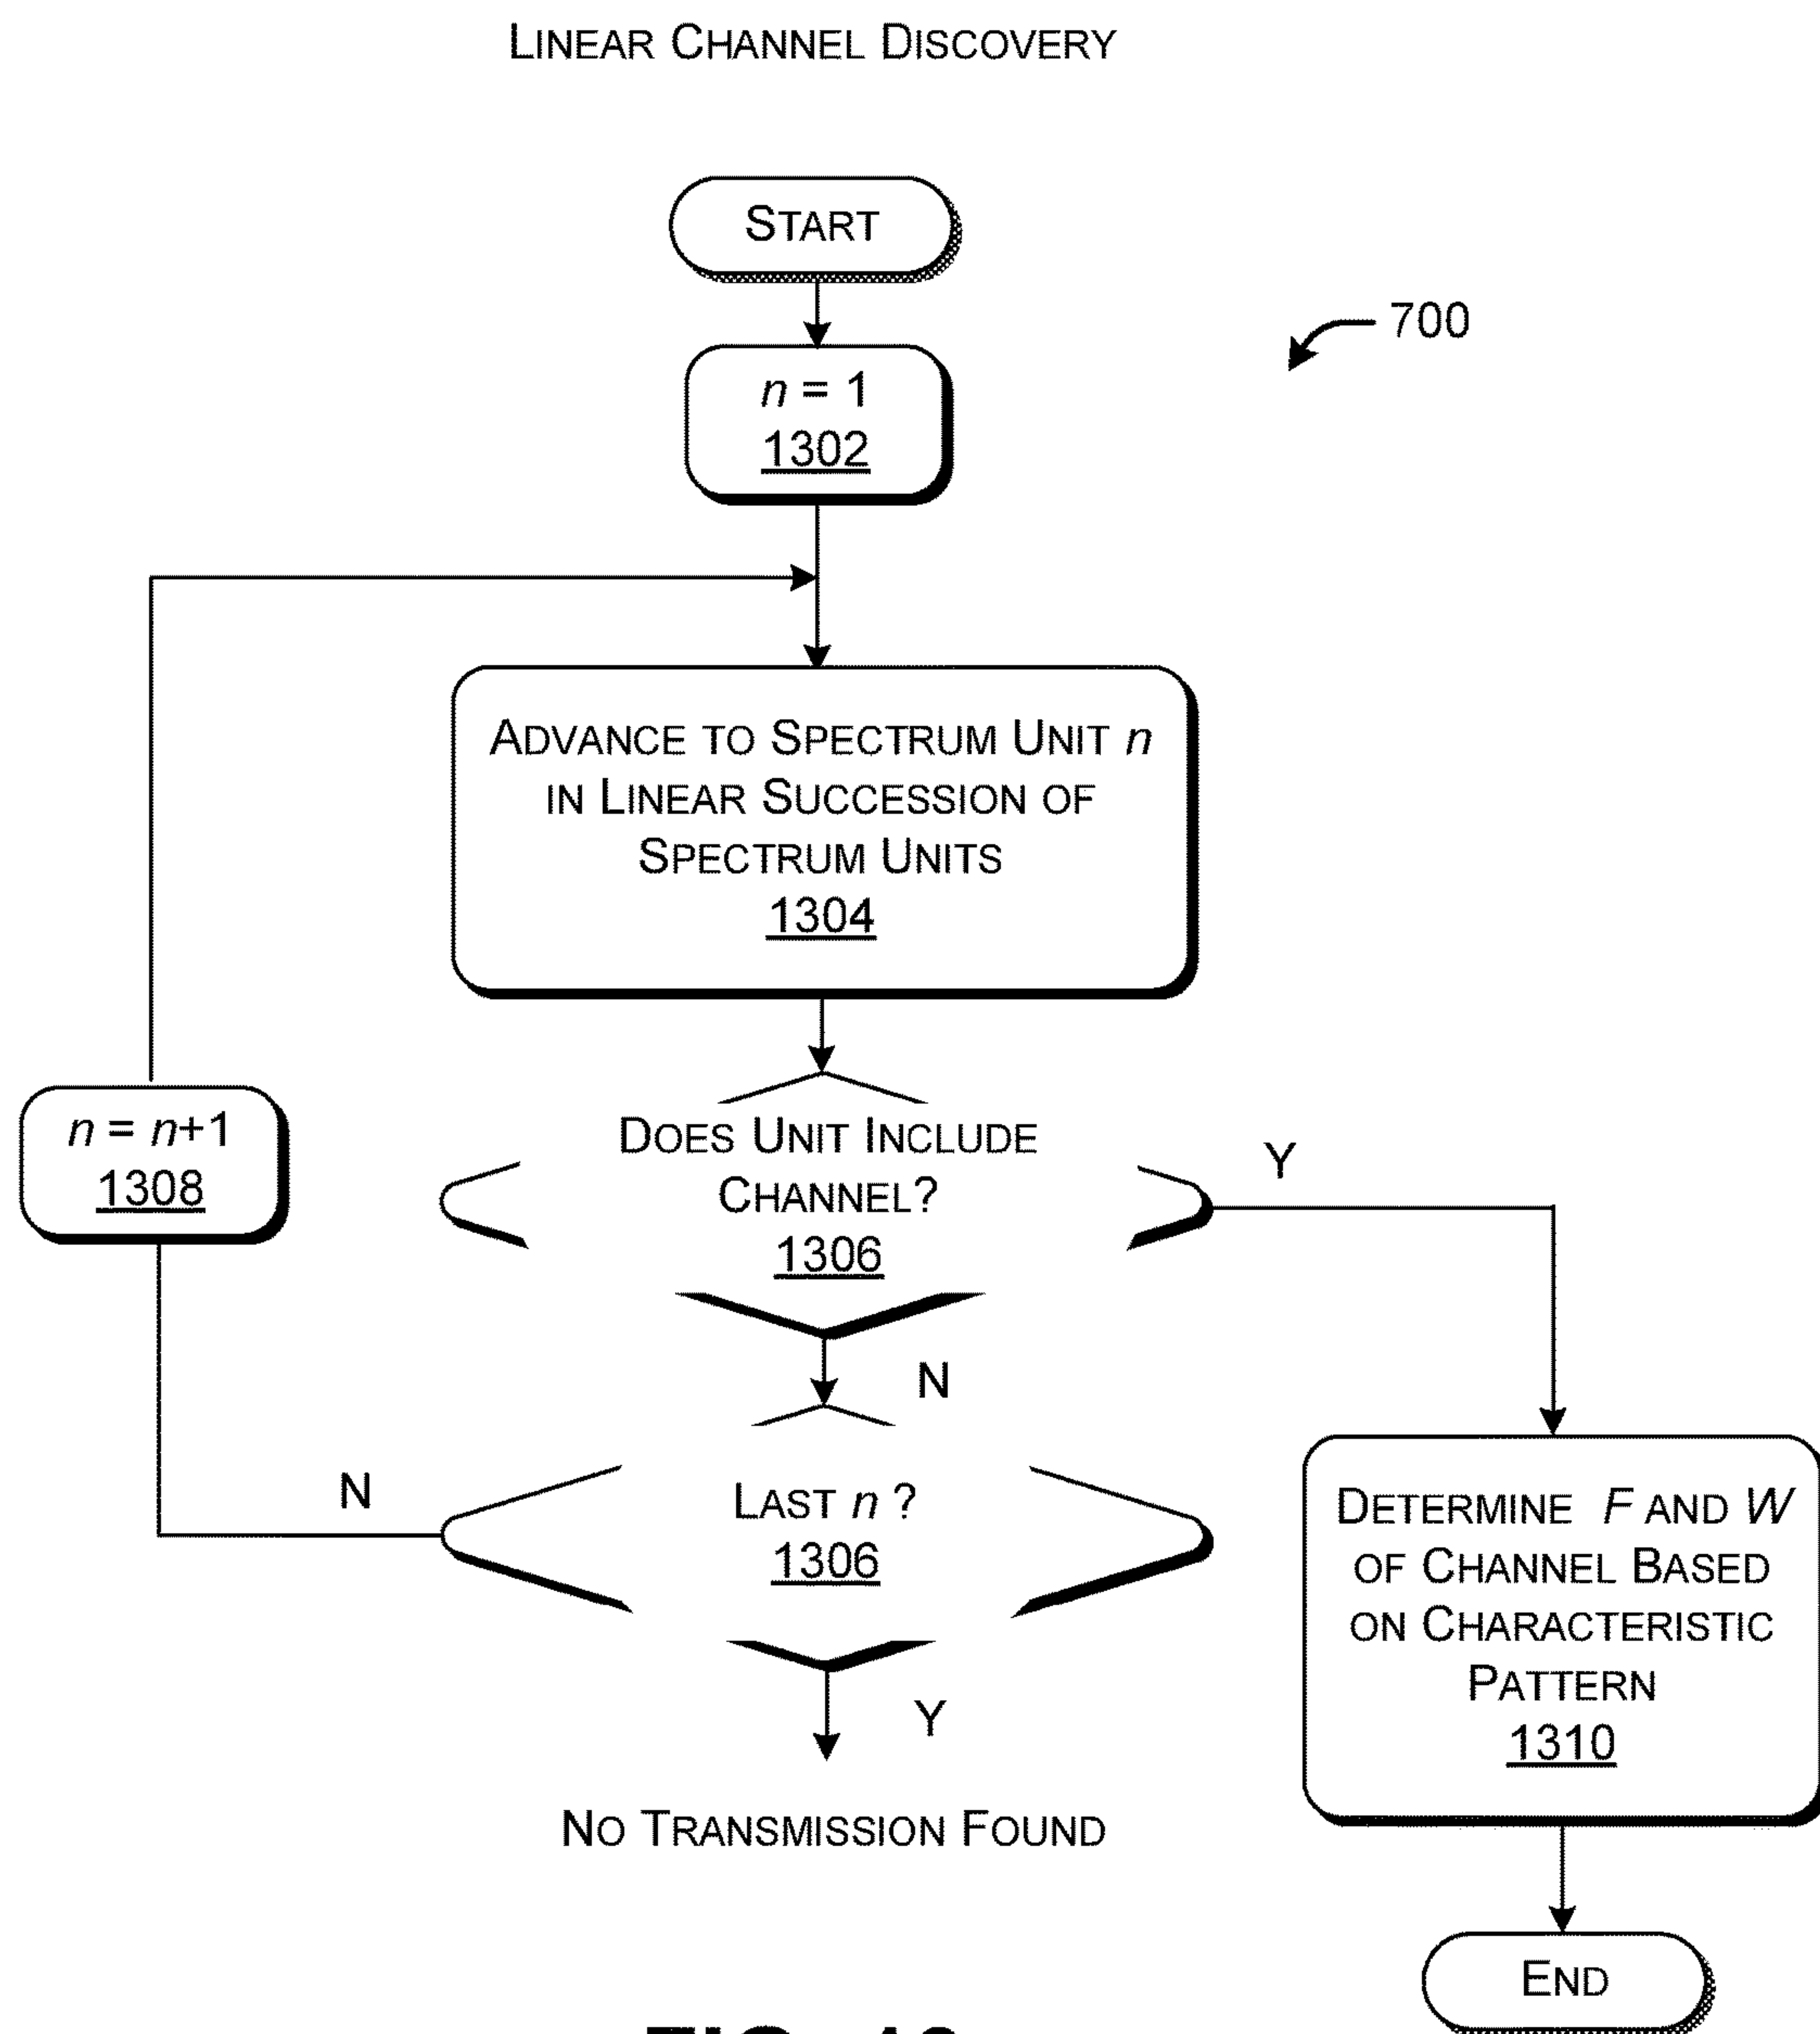 LINEAR CHANNEL DISCOVERY
START
700
n = 1
1302
ADVANCE TO SPECTRUM UNIT n
IN LINEAR SUCCESSION OF
SPECTRUM UNITS
1304
n = n+1
1308
DOES UNIT INCLUDE
CHANNEL?
1306
Y
N
N
LAST n ?
1306
Y
DETERMINE F AND W
OF CHANNEL BASED
ON CHARACTERISTIC
PATTERN
1310
NO TRANSMISSION FOUND
END